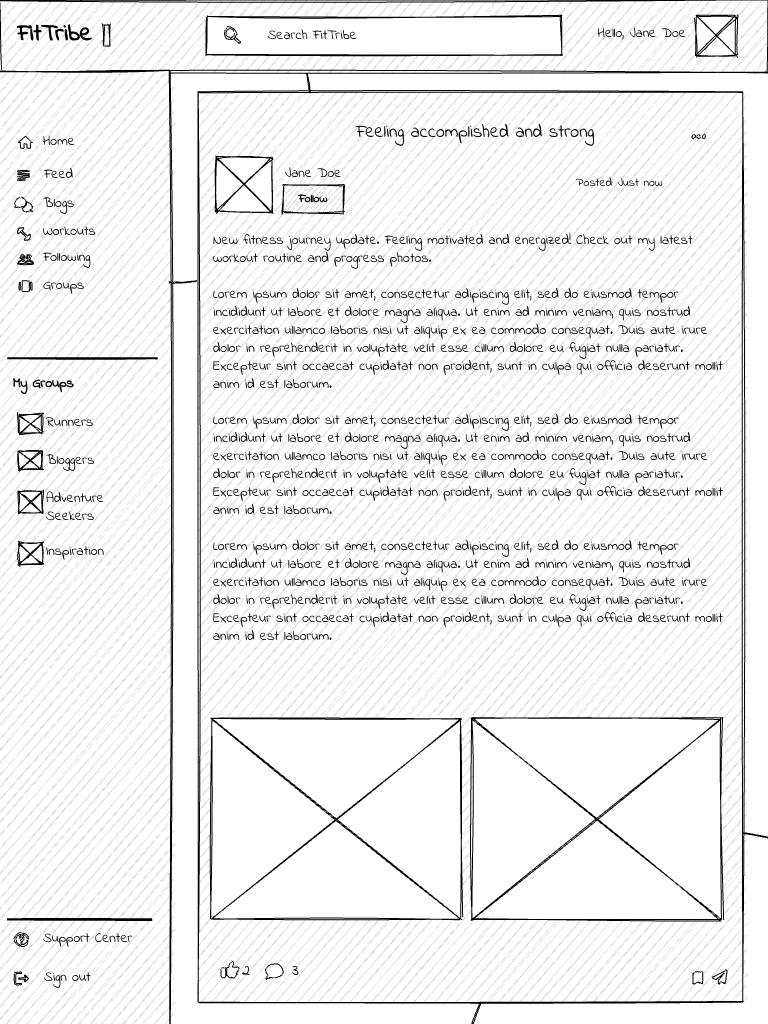 FitTribe
Search FitTribe
Hello, Jane Doe
Home
Feed
Blogs
Workouts
Following
Groups
My Groups
Runners
Bloggers
Adventure
Seekers
Inspiration
Support Center
Sign out
Feeling accomplished and strong
Jane Doe
Follow
Posted: Just now
New fitness journey update. Feeling motivated and energized! Check out my latest
workout routine and progress photos.
Lorem ipsum dolor sit amet, consectetur adipiscing elit, sed do eiusmod tempor
incididunt ut labore et dolore magna aliqua. Ut enim ad minim veniam, quis nostrud
exercitation ullamco laboris nisi ut aliquip ex ea commodo consequat. Duis aute irure
dolor in reprehenderit in voluptate velit esse cillum dolore eu fugiat nulla pariatur.
Excepteur sint occaecat cupidatat non proident, sunt in culpa qui officia deserunt mollit
anim id est laborum.
Lorem ipsum dolor sit amet, consectetur adipiscing elit, sed do eiusmod tempor
incididunt ut labore et dolore magna aliqua. Ut enim ad minim veniam, quis nostrud
exercitation ullamco laboris nisi ut aliquip ex ea commodo consequat. Duis aute irure
dolor in reprehenderit in voluptate velit esse cillum dolore eu fugiat nulla pariatur.
Excepteur sint occaecat cupidatat non proident, sunt in culpa qui officia deserunt mollit
anim id est laborum.
Lorem ipsum dolor sit amet, consectetur adipiscing elit, sed do eiusmod tempor
incididunt ut labore et dolore magna aliqua. Ut enim ad minim veniam, quis nostrud
exercitation ullamco laboris nisi ut aliquip ex ea commodo consequat. Duis aute irure
dolor in reprehenderit in voluptate velit esse cillum dolore eu fugiat nulla pariatur.
Excepteur sint occaecat cupidatat non proident, sunt in culpa qui officia deserunt mollit
anim id est laborum.
2 3